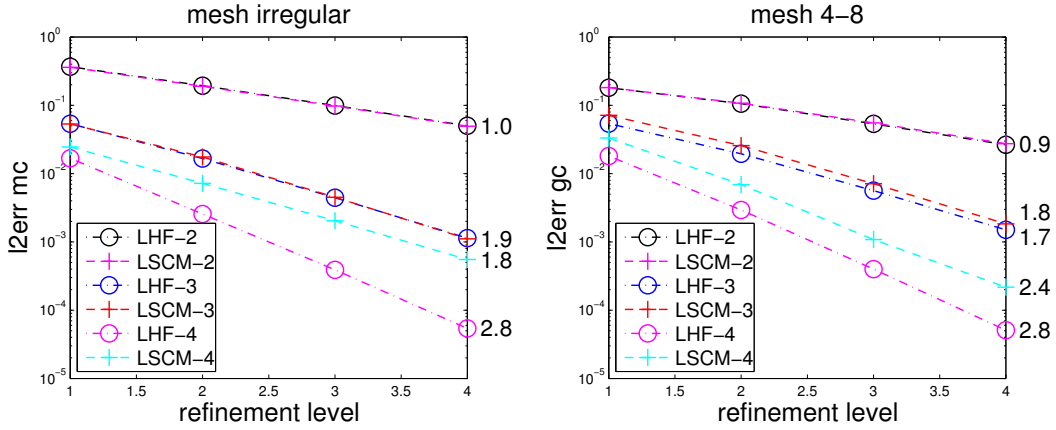 mesh irregular
10^0
10^-1
10^-2
10^-3
10^-4
10^-5
l2err mc
1
1.5
2
2.5
3
3.5
4
refinement level
LHF-2
LSCM-2
LHF-3
LSCM-3
LHF-4
LSCM-4
1.0
1.9
1.8
2.8
mesh 4-8
10^0
10^-1
10^-2
10^-3
10^-4
10^-5
l2err gc
1
1.5
2
2.5
3
3.5
4
refinement level
LHF-2
LSCM-2
LHF-3
LSCM-3
LHF-4
LSCM-4
0.9
1.8
1.7
2.4
2.8